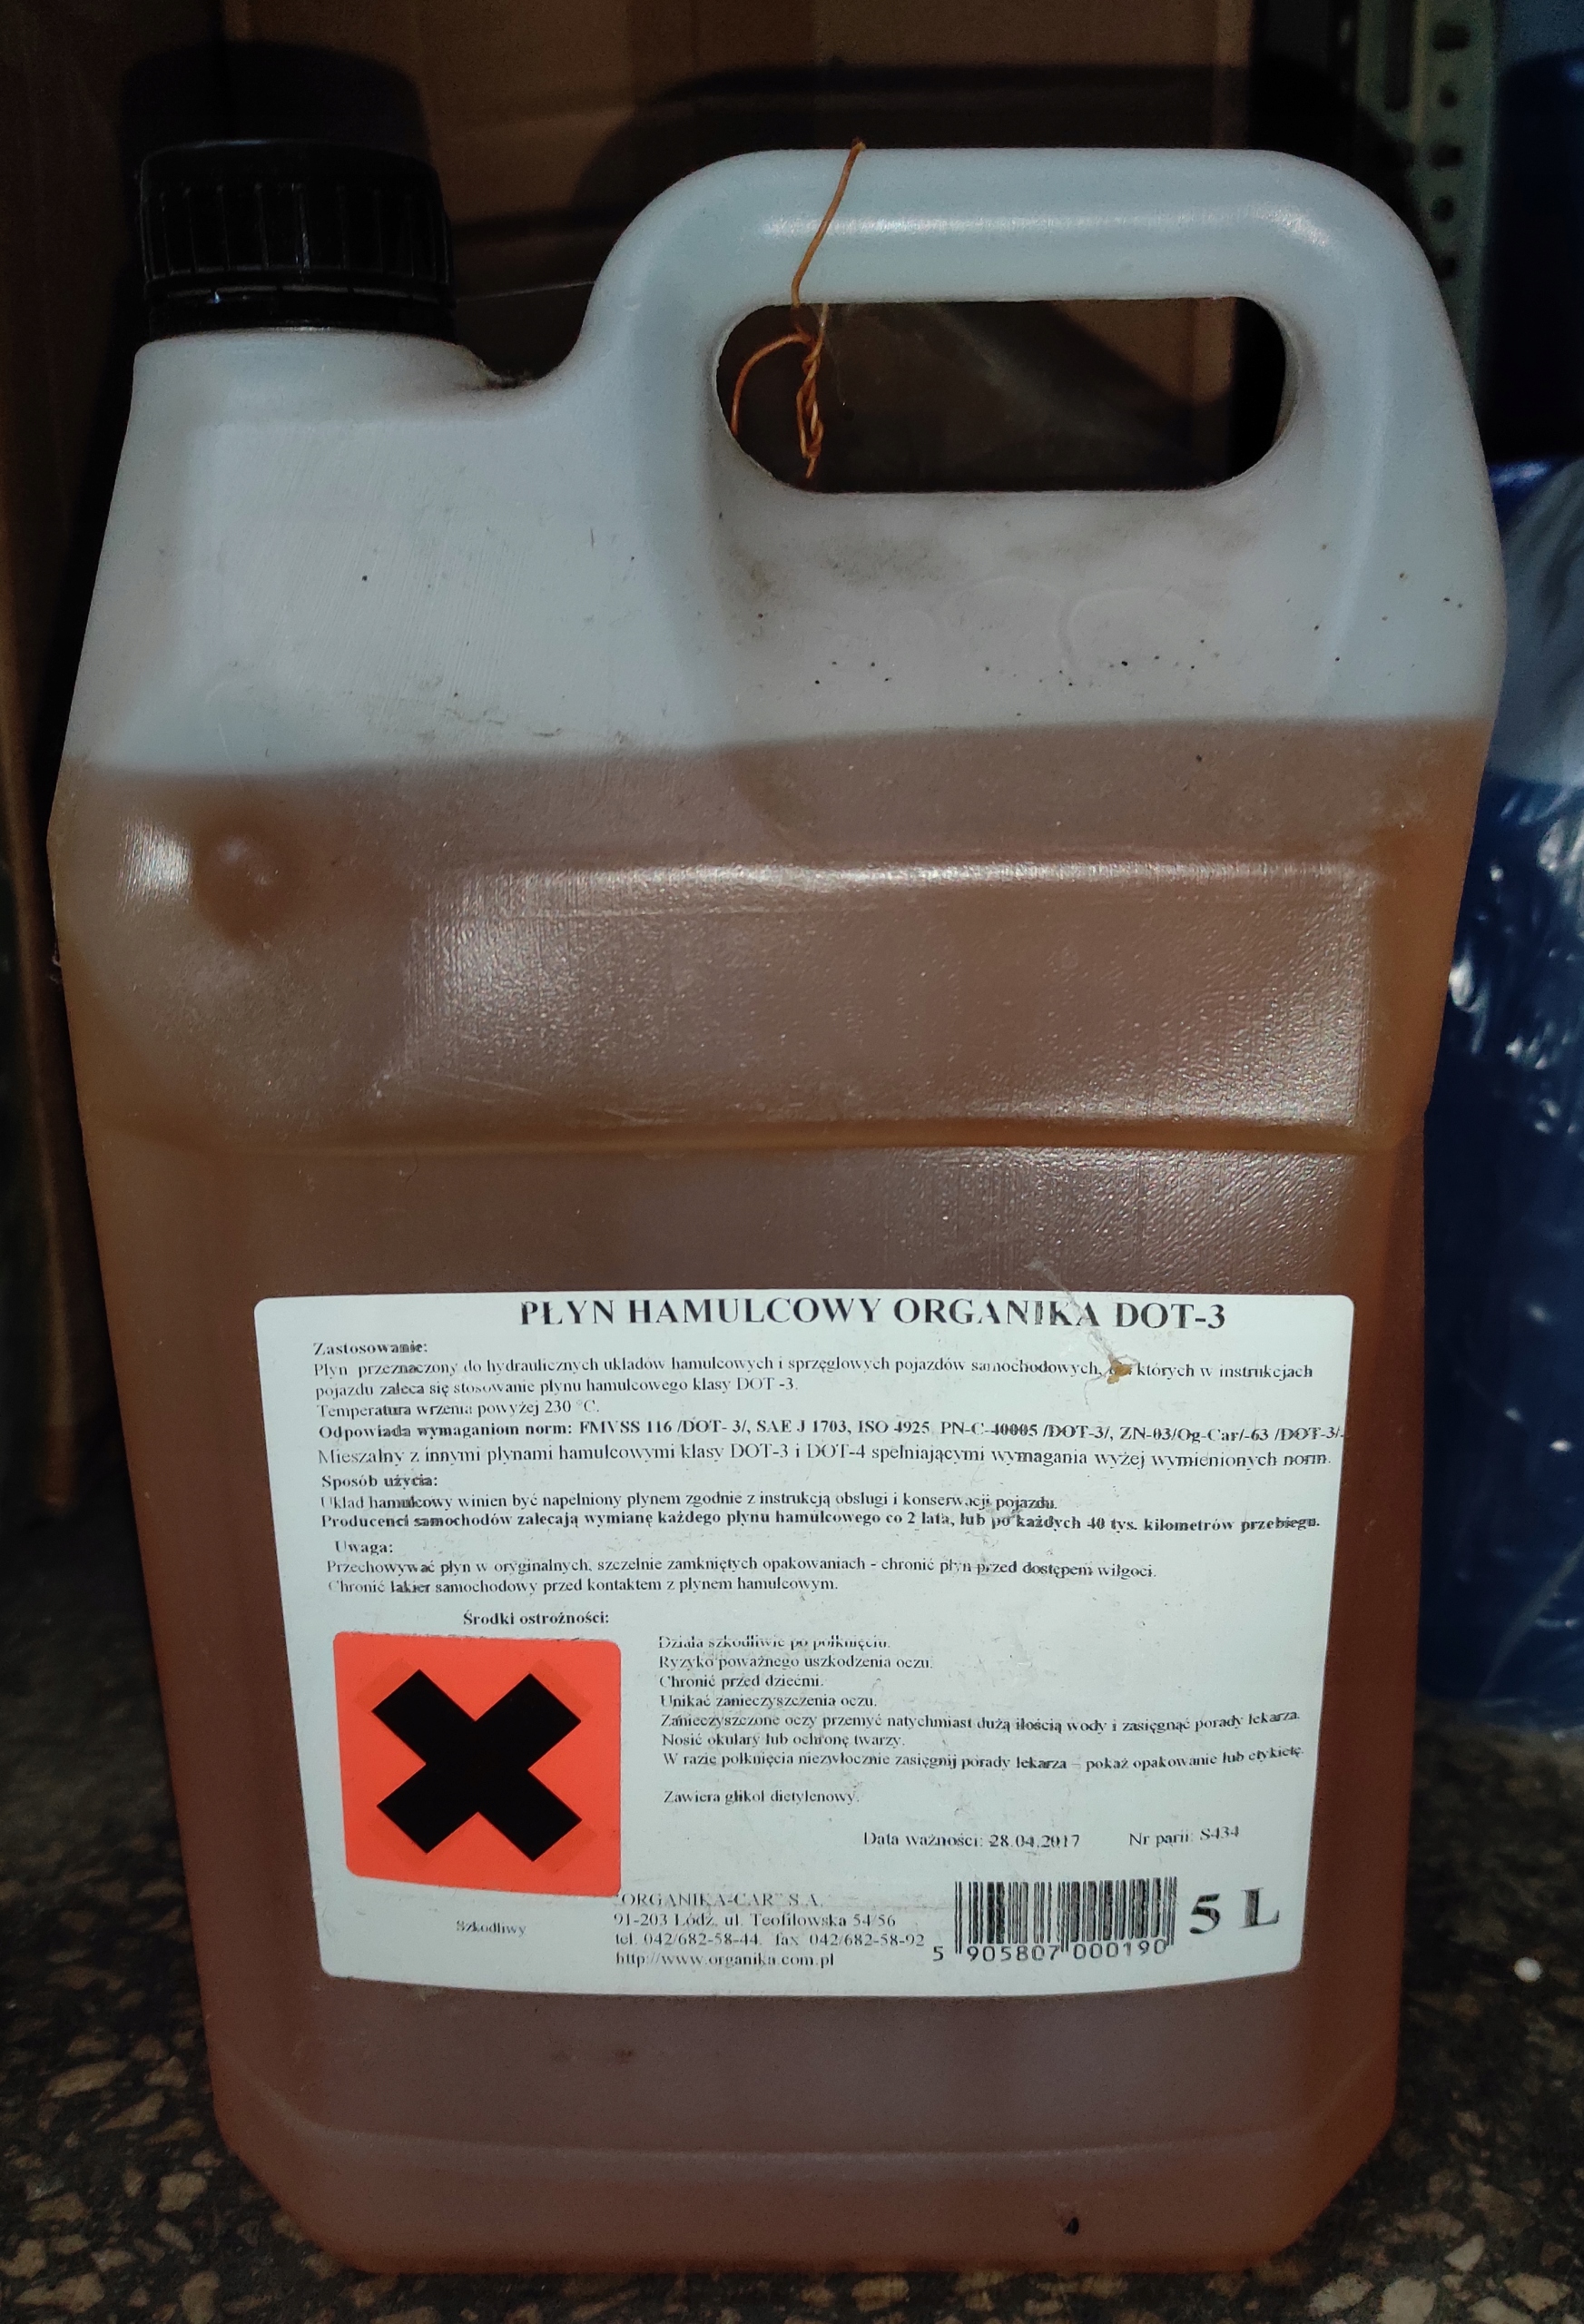 PŁYN HAMULCOWY ORGANIKA DOT-3
Zastosowanie:
Płyn przeznaczony do hydraulicznych układów hamulcowych i sprzęgłowych pojazdów samochodowych, których w instrukcjach
pojazdu zaleca się stosowanie płynu hamulcowego klasy DOT -3.
Temperatura wrzenia powyżej 230 °C.
Odpowiada wymaganiom norm: FMVSS 116 /DOT- 3/, SAE J 1703, ISO 4925 PN-C-40005 /DOT-3/, ZN-03/Og-Car/-63 /DOT-3/.
Mieszalny z innymi płynami hamulcowymi klasy DOT-3 i DOT-4 spełniającymi wymagania wyżej wymienionych norm.
Sposób użycia:
Układ hamulcowy winien być napełniony płynem zgodnie z instrukcją obsługi i konserwacji pojazdu.
Producenci samochodów zalecają wymianę każdego płynu hamulcowego co 2 lata, lub po każdych 40 tys. kilometrów przebiegu.
Uwaga:
Przechowywać płyn w oryginalnych, szczelnie zamkniętych opakowaniach - chronić płyn przed dostępem wilgoci.
Chronić lakier samochodowy przed kontaktem z płynem hamulcowym.
Środki ostrożności:
Działa szkodliwie po połknięciu.
Ryzyko poważnego uszkodzenia oczu.
Chronić przed dziećmi.
Unikać zanieczyszczenia oczu.
Zanieczyszczone oczy przemyć natychmiast dużą ilością wody i zasięgnąć porady lekarza.
Nosić okulary lub ochronę twarzy.
W razie połknięcia niezwłocznie zasięgnij porady lekarza – pokaż opakowanie lub etykietę.
Zawiera glikol dietylenowy.
Data ważności: 28.04.2017 Nr parii: S434
Szkodliwy
"ORGANIKA-CAR" S.A.
91-203 Łódź, ul. Teofilowska 54/56
tel. 042/682-58-44, fax 042/682-58-92
http://www.organika.com.pl
5 905807 000190
5 L